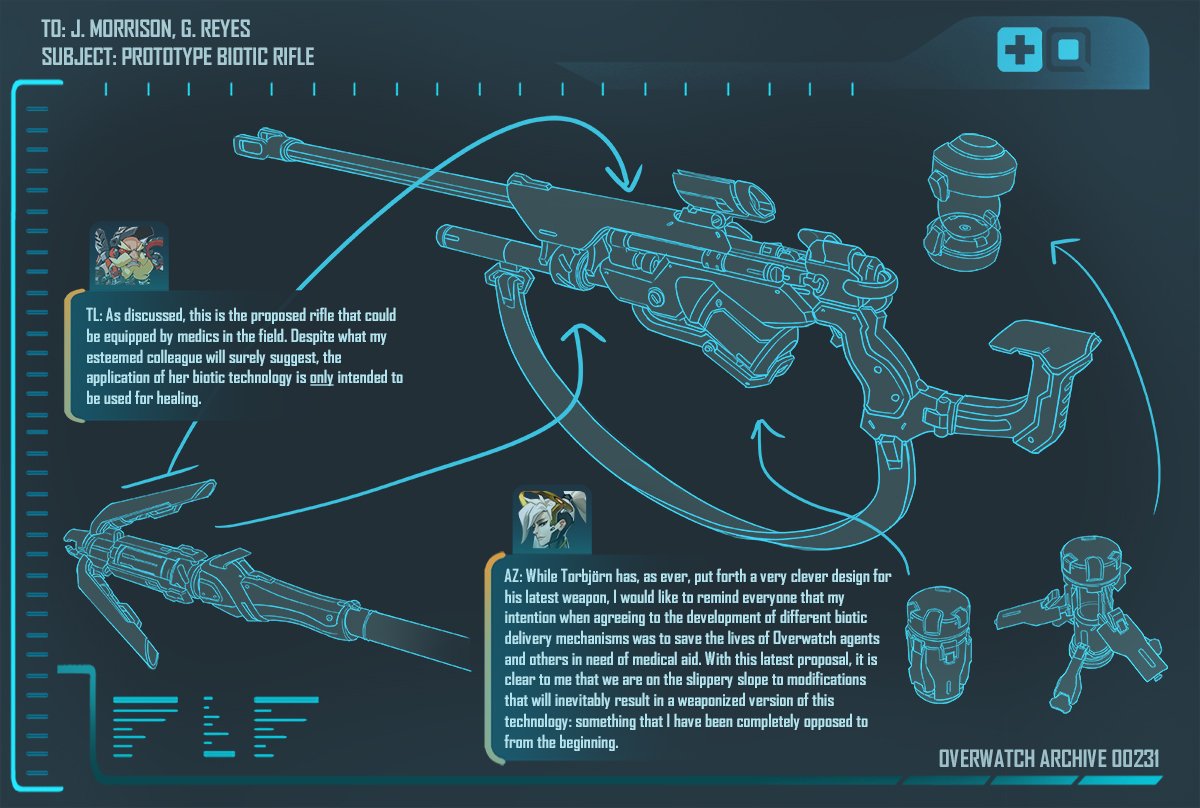 TO: J. MORRISON, G. REYES
SUBJECT: PROTOTYPE BIOTIC RIFLE
TL: As discussed, this is the proposed rifle that could
be equipped by medics in the field. Despite what my
esteemed colleague will surely suggest, the
application of her biotic technology is only intended to
be used for healing.
AZ: While Torbjörn has, as ever, put forth a very clever design for
his latest weapon, I would like to remind everyone that my
intention when agreeing to the development of different biotic
delivery mechanisms was to save the lives of Overwatch agents
and others in need of medical aid. With this latest proposal, it is
clear to me that we are on the slippery slope to modifications
that will inevitably result in a weaponized version of this
technology: something that I have been completely opposed to
from the beginning.
OVERWATCH ARCHIVE 00231